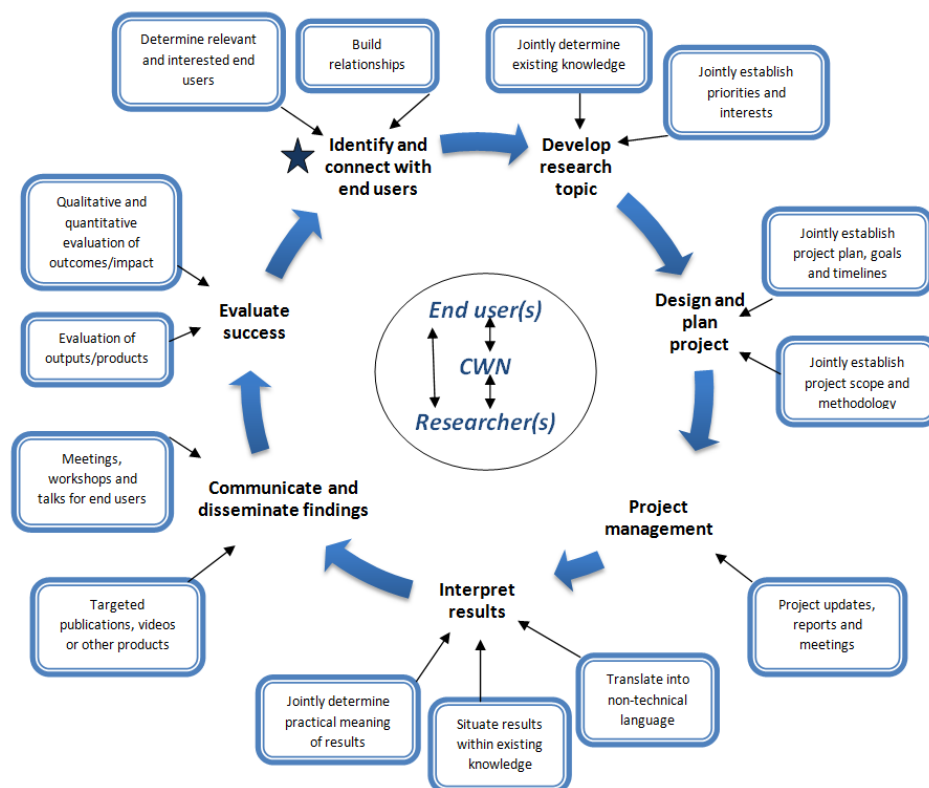 Determine relevant
and interested end
users
Build
relationships
Jointly determine
existing knowledge
Jointly establish
priorities and
interests
Identify and
connect with
end users
Develop
research
topic
Qualitative and
quantitative
evaluation of
outcomes/impact
Jointly establish
project plan, goals
and timelines
Evaluate
success
End user(s)
CWN
Researcher(s)
Design and
plan
project
Evaluation of
outputs/products
Jointly establish
project scope and
methodology
Meetings,
workshops and
talks for end users
Communicate and
disseminate findings
Project
management
Interpret
results
Targeted
publications, videos
or other products
Project updates,
reports and
meetings
Jointly determine
practical meaning
of results
Situate results
within existing
knowledge
Translate into
non-technical
language